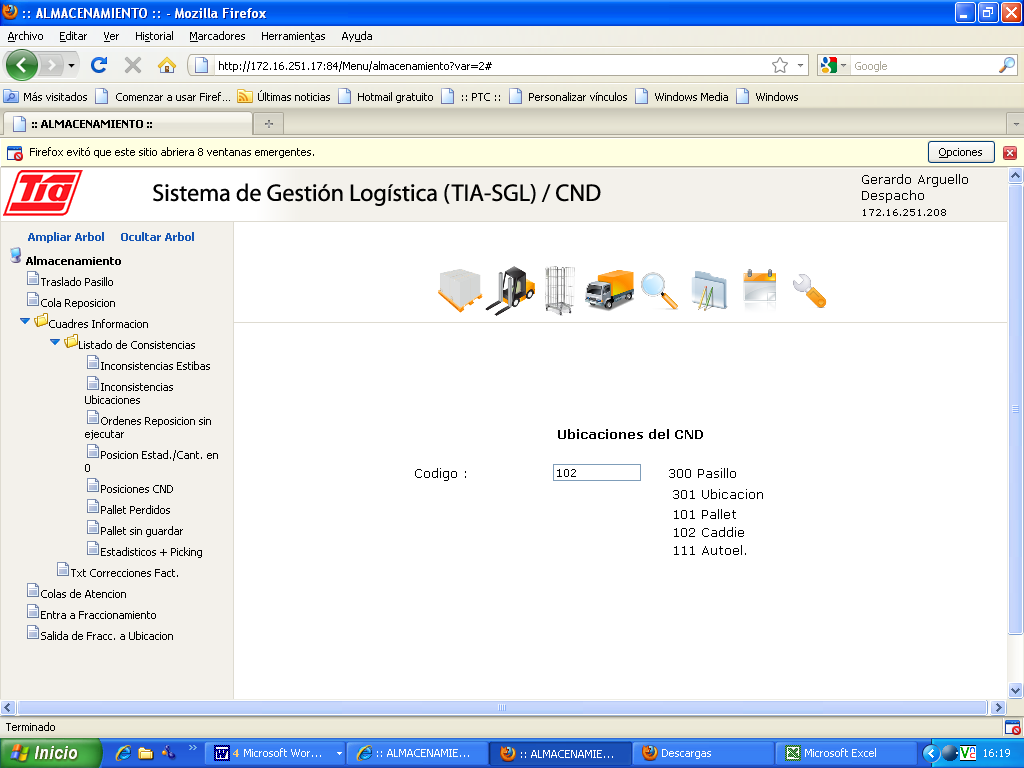 :: ALMACENAMIENTO :: - Mozilla Firefox
Archivo Editar Ver Historial Marcadores Herramientas Ayuda
http://172.16.251.17:84/Menu/almacenamiento?var=2#
Google
Más visitados Comenzar a usar Firef... Últimas noticias Hotmail gratuito :: PTC :: Personalizar vínculos Windows Media Windows
:: ALMACENAMIENTO ::
Firefox evitó que este sitio abriera 8 ventanas emergentes.
Opciones
Tia
Sistema de Gestión Logística (TIA-SGL) / CND
Gerardo Arguello
Despacho
172.16.251.208
Ampliar Arbol Ocultar Arbol
Almacenamiento
Traslado Pasillo
Cola Reposicion
Cuadres Informacion
Listado de Consistencias
Inconsistencias Estibas
Inconsistencias
Ubicaciones
Ordenes Reposicion sin
ejecutar
Posicion Estad./Cant. en
0
Posiciones CND
Pallet Perdidos
Pallet sin guardar
Estadisticos + Picking
Txt Correcciones Fact.
Colas de Atencion
Entra a Fraccionamiento
Salida de Fracc. a Ubicacion
Ubicaciones del CND
Codigo : 102 300 Pasillo
301 Ubicacion
101 Pallet
102 Caddie
111 Autoel.
Terminado
Inicio
4 Microsoft Wor...
:: ALMACENAMIE...
:: ALMACENAMIE...
Descargas
Microsoft Excel
16:19